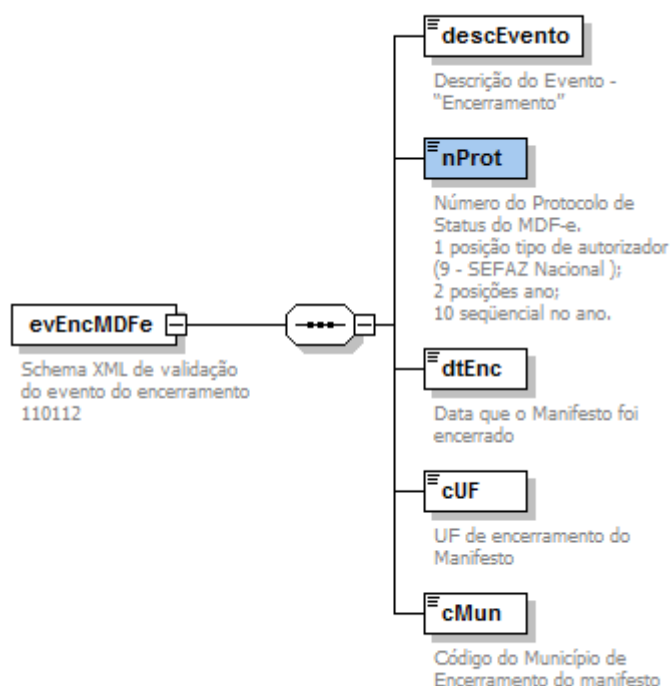 descEvento
Descrição do Evento -
"Encerramento"
nProt
Número do Protocolo de
Status do MDF-e.
1 posição tipo de autorizador
(9 - SEFAZ Nacional );
2 posições ano;
10 seqüencial no ano.
evEncMDFe
Schema XML de validação
do evento do encerramento
110112
dtEnc
Data que o Manifesto foi
encerrado
cUF
UF de encerramento do
Manifesto
cMun
Código do Município de
Encerramento do manifesto